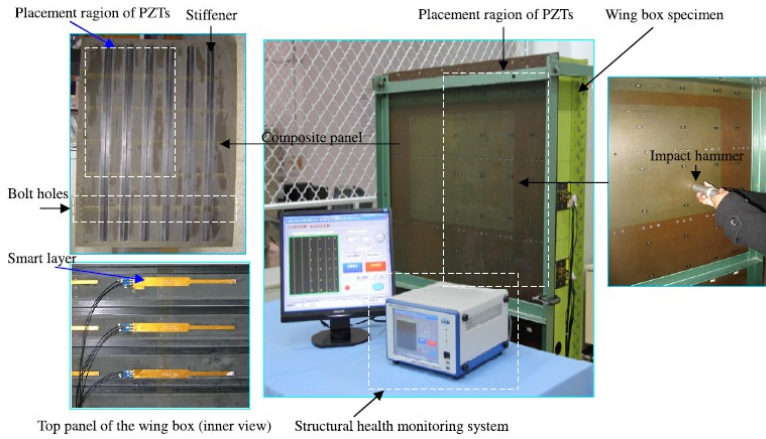 Placement ragion of PZTs
Stiffener
Placement ragion of PZTs
Wing box specimen
Composite panel
Impact hammer
Bolt holes
Smart layer
Top panel of the wing box (inner view)
Structural health monitoring system